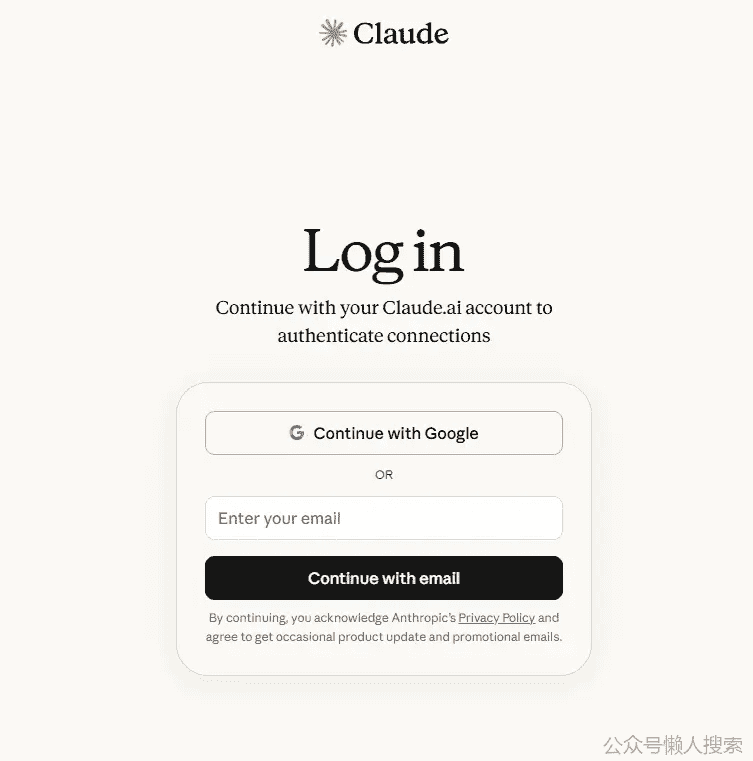 Claude
Log in
Continue with your Claude.ai account to
authenticate connections
Continue with Google
OR
Enter your email
Continue with email
By continuing, you acknowledge Anthropic's Privacy Policy and
agree to get occasional product update and promotional emails.
公众号懒人搜索